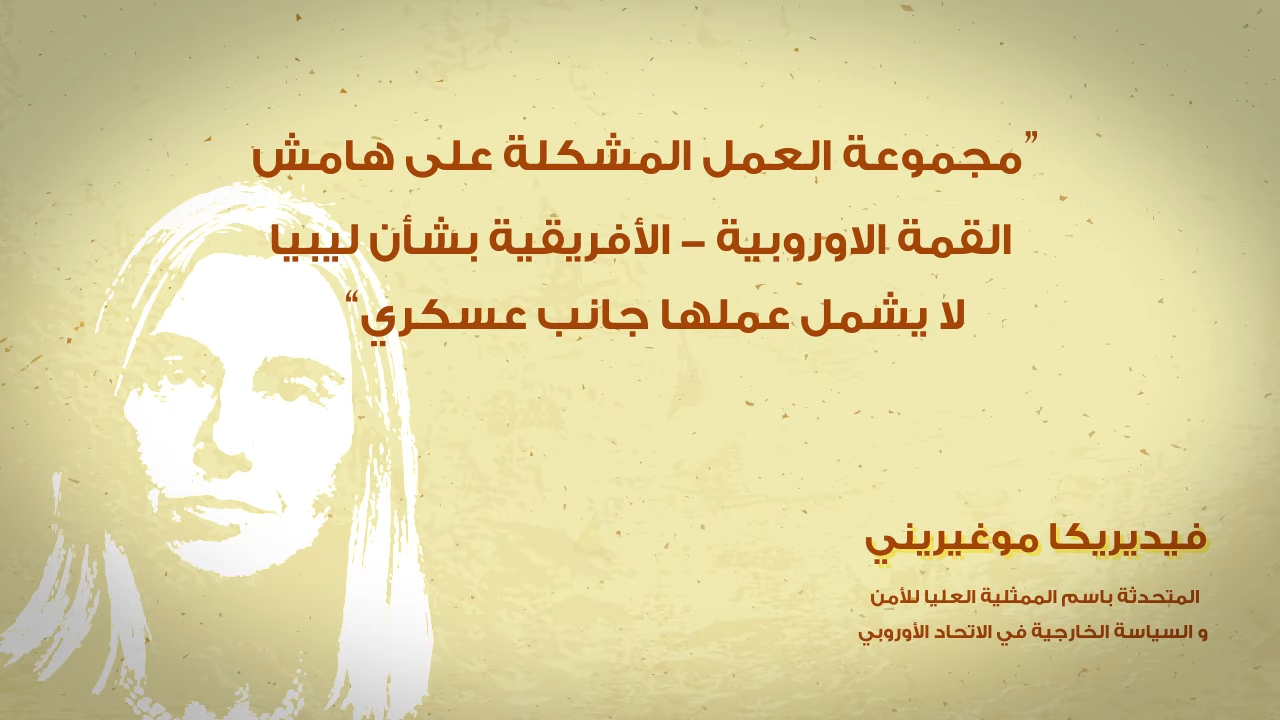 ”مجموعة العمل المشكلة على هامش
القمة الاوروبية – الأفريقية بشأن ليبيا
لا يشمل عملها جانب عسكري“
فيديريكا موغيريني
المتحدثة باسم الممثلية العليا للأمن
و السياسة الخارجية في الاتحاد الأوروبي